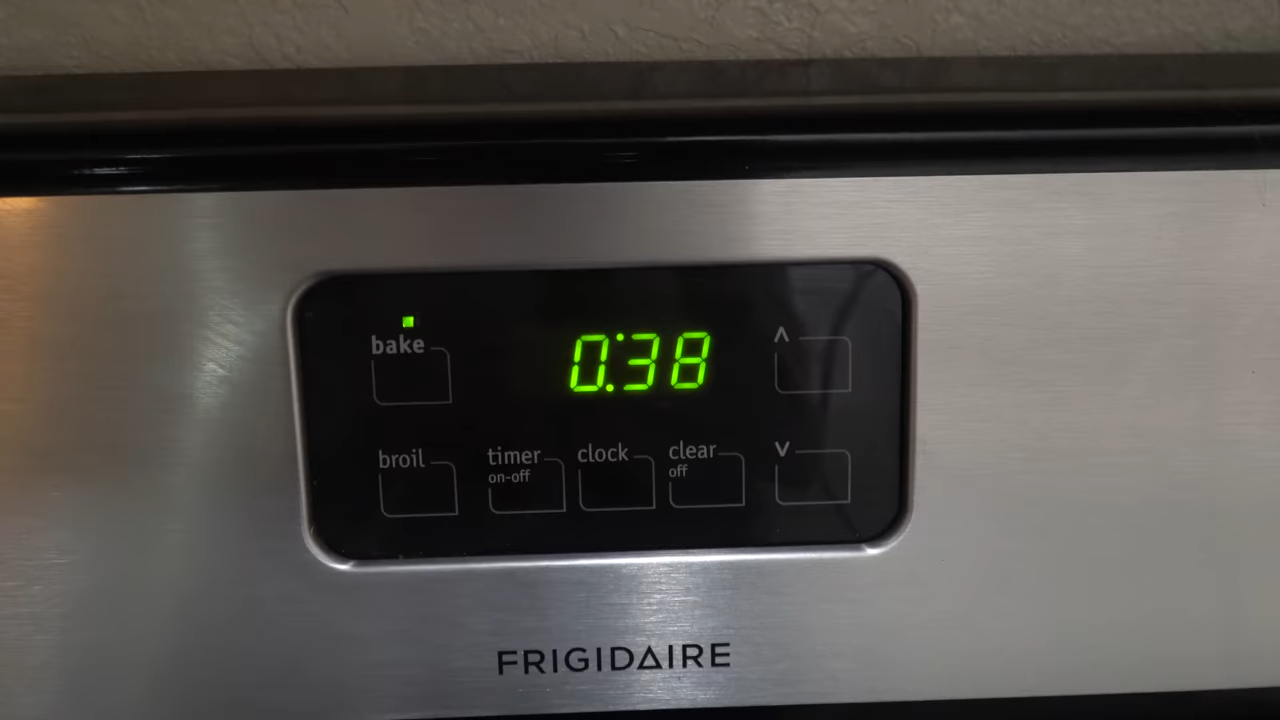 bake
0:38
^
broil
timer
on-off
clock
clear
off
v
FRIGIDAIRE